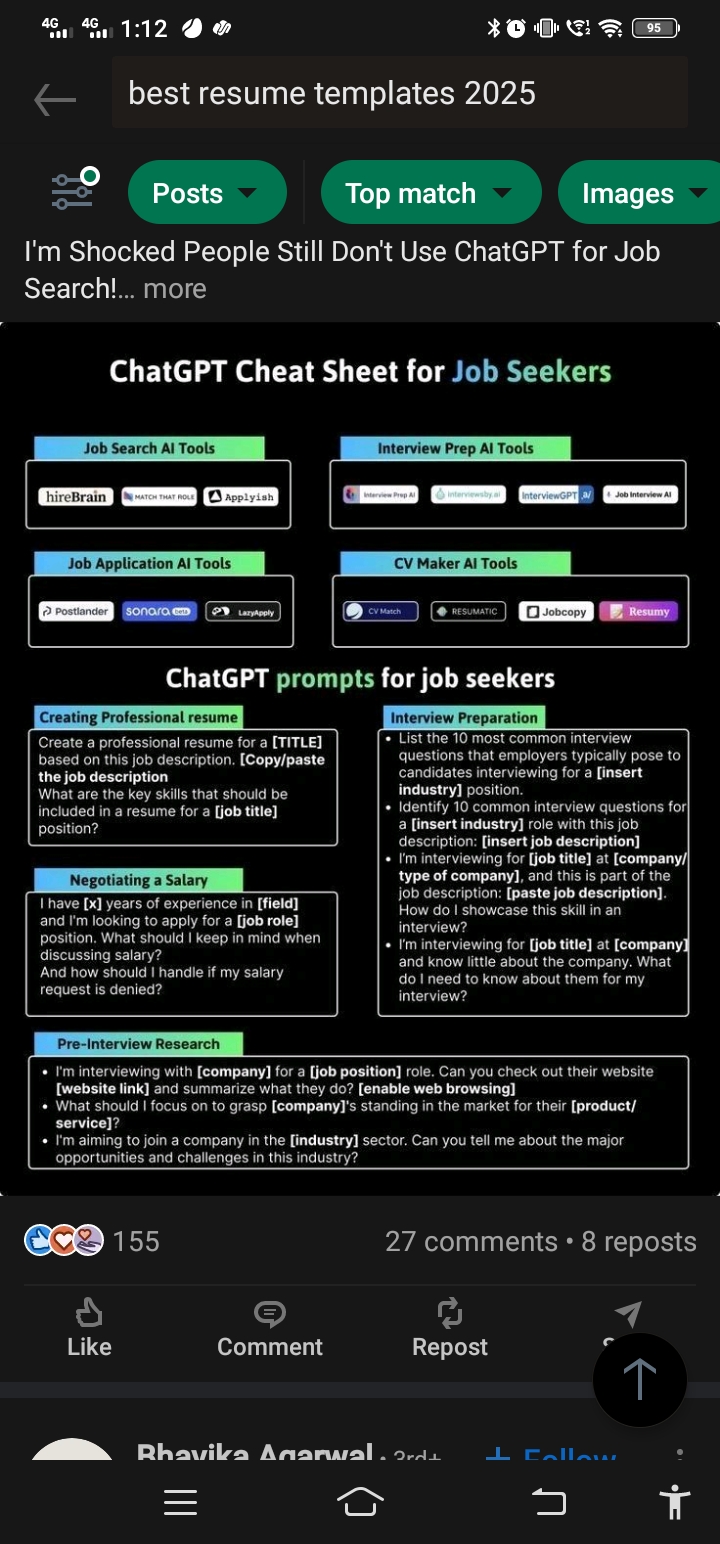 4G 4G 1:12 95
best resume templates 2025
Posts Top match Images
I'm Shocked People Still Don't Use ChatGPT for Job
Search!... more
ChatGPT Cheat Sheet for Job Seekers
Job Search AI Tools
hireBrain MATCH THAT ROLE Applyish
Interview Prep AI Tools
Interview Prep AI interviewsby.ai InterviewGPT .ai Job Interview AI
Job Application AI Tools
Postlander sonara beta LazyApply
CV Maker AI Tools
CV Match RESUMATIC Jobcopy Resumy
ChatGPT prompts for job seekers
Creating Professional resume
Create a professional resume for a [TITLE]
based on this job description. [Copy/paste
the job description
What are the key skills that should be
included in a resume for a [job title]
position?
Negotiating a Salary
I have [x] years of experience in [field]
and I'm looking to apply for a [job role]
position. What should I keep in mind when
discussing salary?
And how should I handle if my salary
request is denied?
Interview Preparation
• List the 10 most common interview
questions that employers typically pose to
candidates interviewing for a [insert
industry] position.
• Identify 10 common interview questions for
a [insert industry] role with this job
description: [insert job description]
• I'm interviewing for [job title] at [company/
type of company], and this is part of the
job description: [paste job description].
How do I showcase this skill in an
interview?
• I'm interviewing for [job title] at [company]
and know little about the company. What
do I need to know about them for my
interview?
Pre-Interview Research
• I'm interviewing with [company] for a [job position] role. Can you check out their website
[website link] and summarize what they do? [enable web browsing]
• What should I focus on to grasp [company]'s standing in the market for their [product/
service]?
• I'm aiming to join a company in the [industry] sector. Can you tell me about the major
opportunities and challenges in this industry?
155 27 comments • 8 reposts
Like Comment Repost
Bhavika Agarwal • 3rd+ + Follow